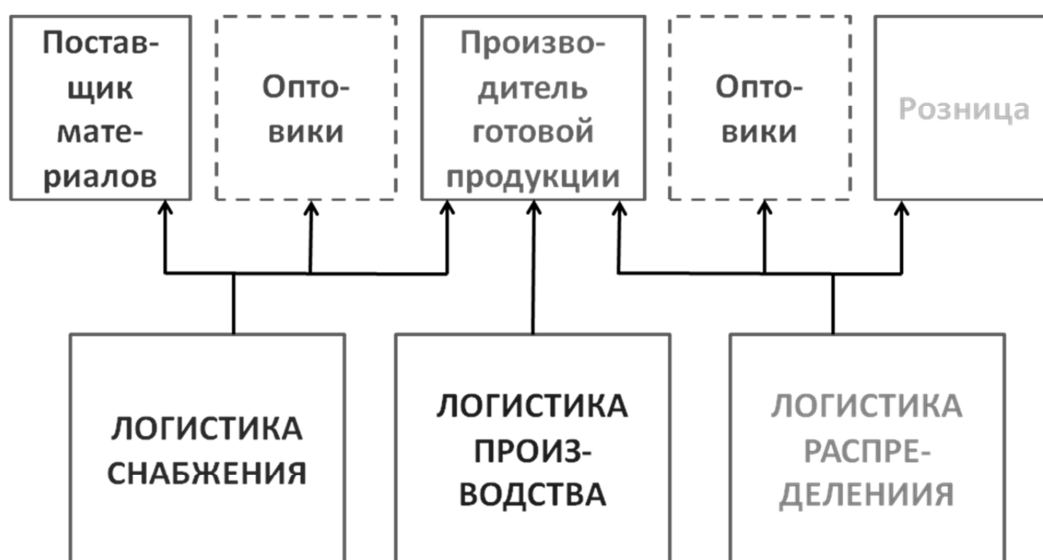 Постав-
щик
мате-
риалов
Опто-
вики
Произво-
дитель
готовой
продукции
Опто-
вики
Розница
ЛОГИСТИКА
СНАБЖЕНИЯ
ЛОГИСТИКА
ПРОИЗ-
ВОДСТВА
ЛОГИСТИКА
РАСПРЕ-
ДЕЛЕНИИЯ